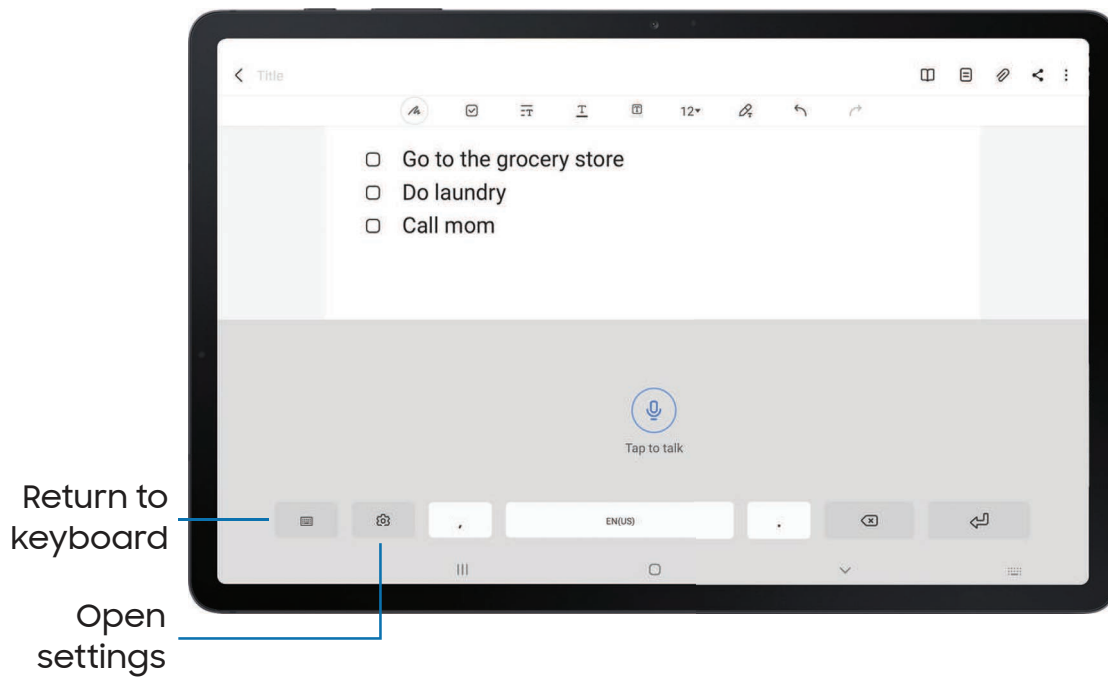 Title
12
Go to the grocery store
Do laundry
Call mom
Tap to talk
Return to
keyboard
, EN(US) .
Open
settings